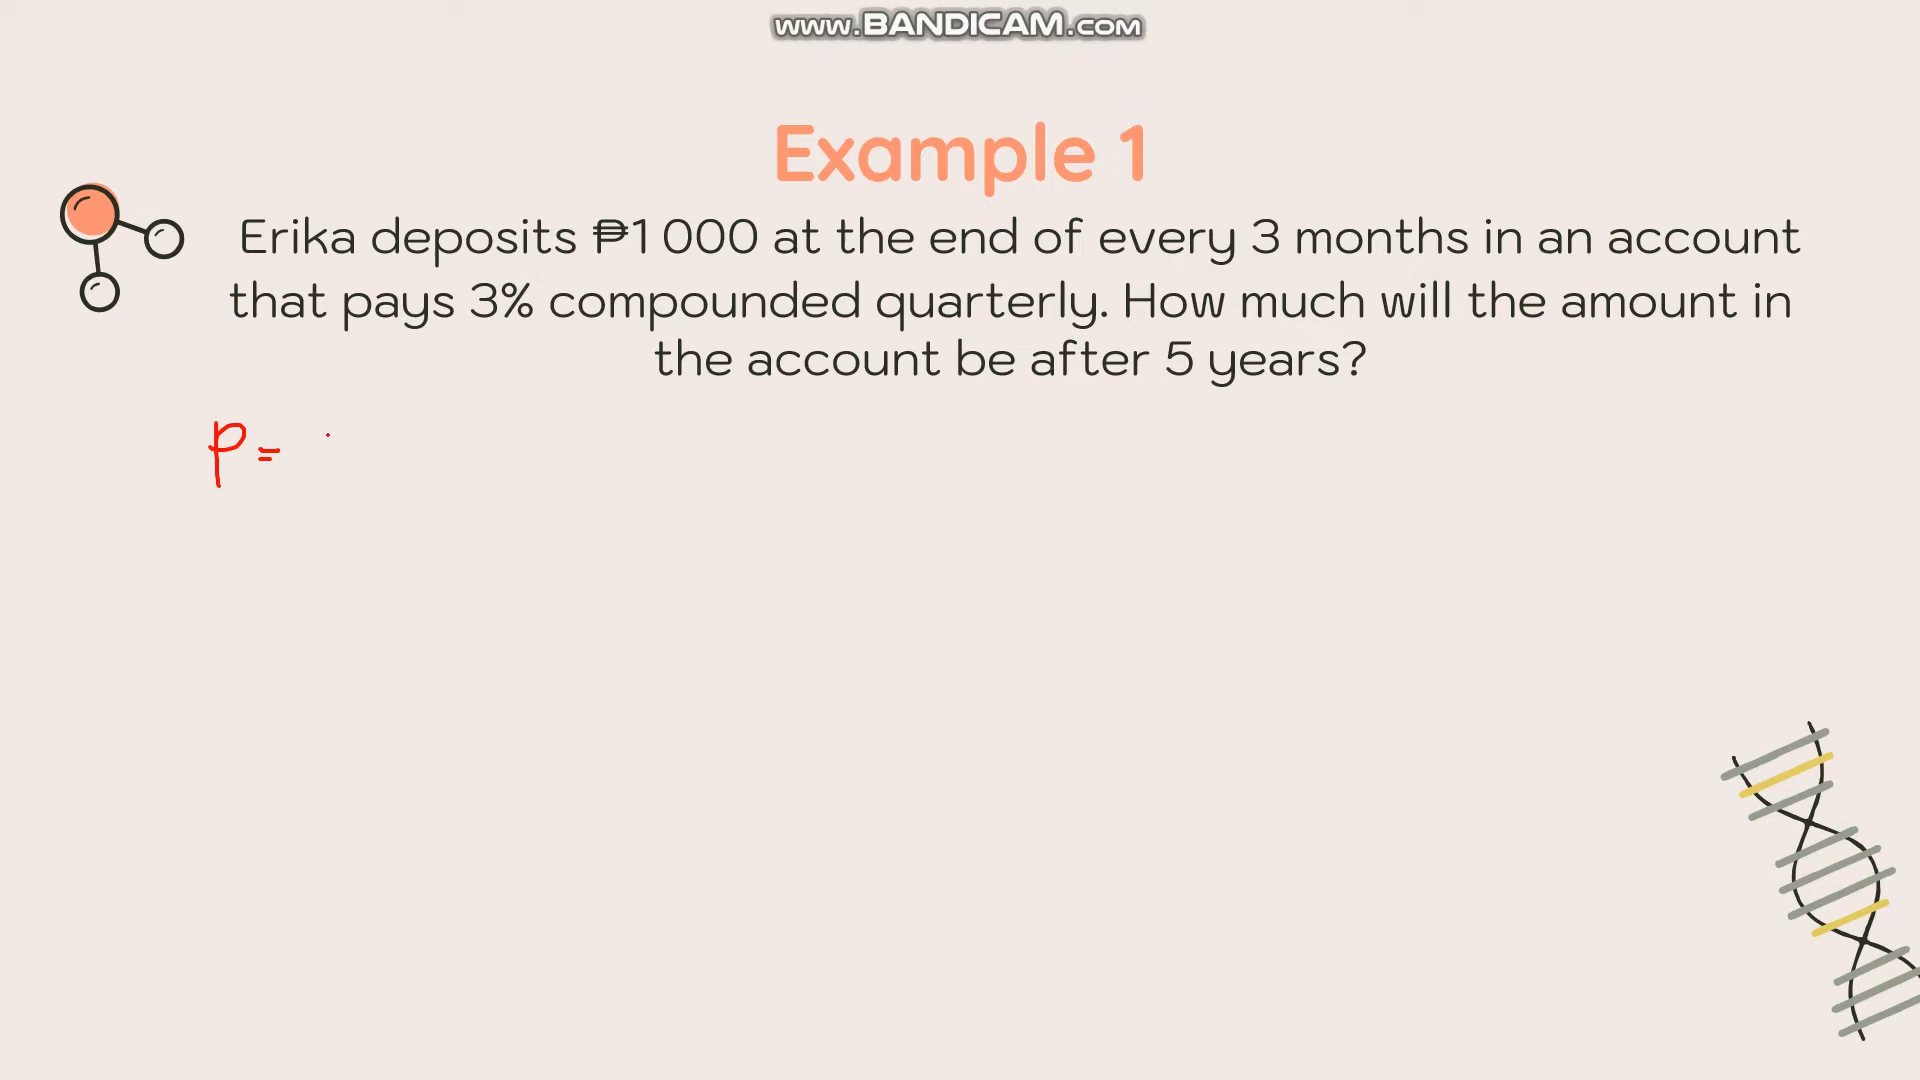 www.BANDICAM.com
Example 1
Erika deposits ₱1 000 at the end of every 3 months in an account
that pays 3% compounded quarterly. How much will the amount in
the account be after 5 years?
P=